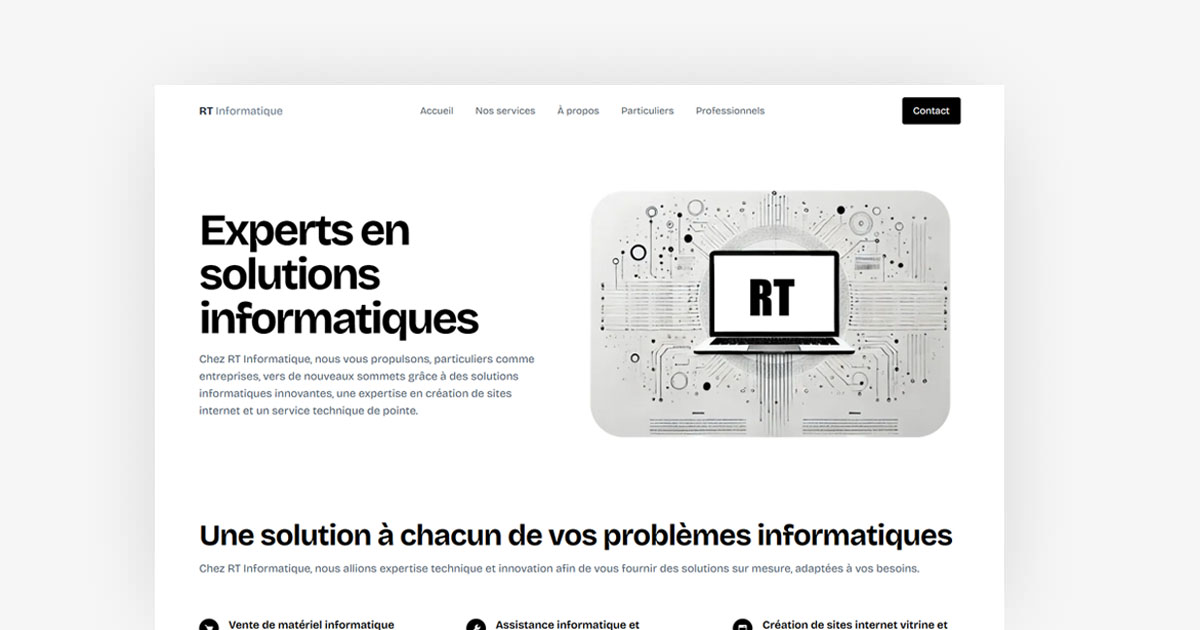 RT Informatique
Accueil
Nos services
À propos
Particuliers
Professionnels
Contact
Experts en
solutions
informatiques
Chez RT Informatique, nous vous propulsons, particuliers comme
entreprises, vers de nouveaux sommets grâce à des solutions
informatiques innovantes, une expertise en création de sites
internet et un service technique de pointe.
RT
Une solution à chacun de vos problèmes informatiques
Chez RT Informatique, nous allions expertise technique et innovation afin de vous fournir des solutions sur mesure, adaptées à vos besoins.
Vente de matériel informatique
Assistance informatique et
Création de sites internet vitrine et